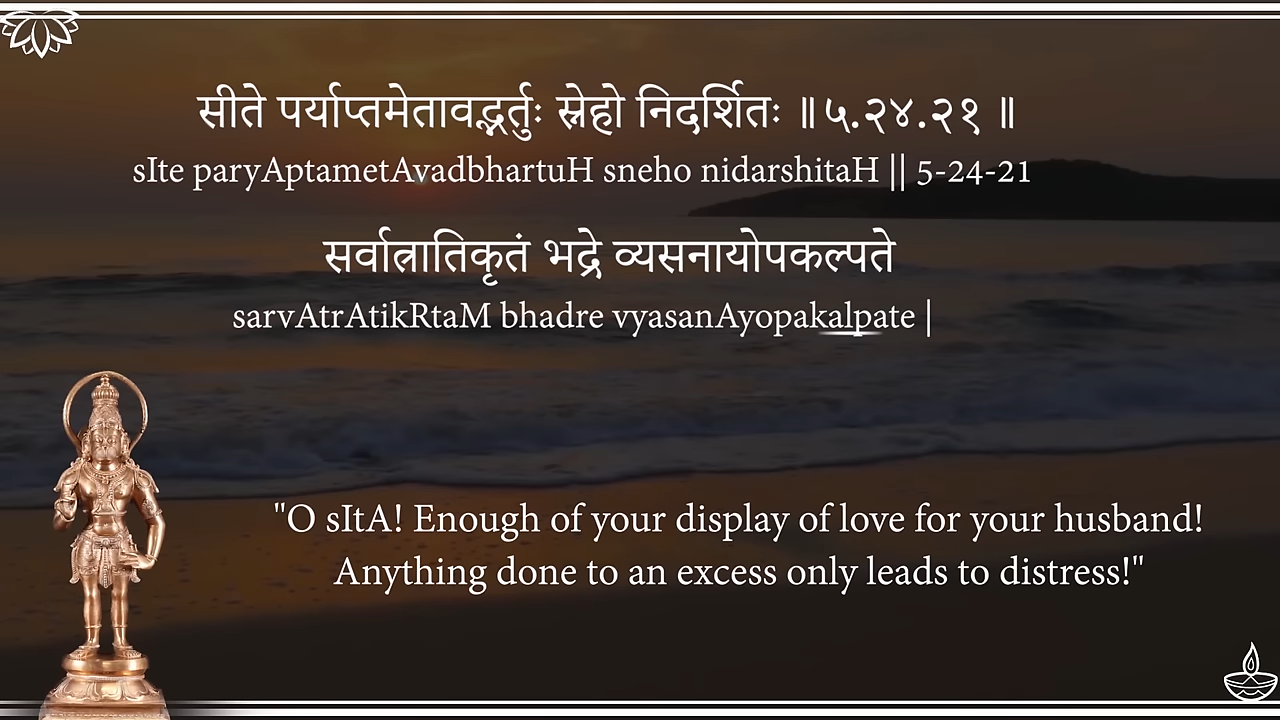 सीते पर्याप्तमेतावद्भर्तुः स्नेहो निदर्शितः ॥५.२४.२१ ॥
sIte paryAptametAvadbhartuH sneho nidarshitaH || 5-24-21
सर्वात्रातिकृतं भद्रे व्यसनायोपकल्पते
sarvAtrAtikRtaM bhadre vyasanAyopakalpate |
"O sItA! Enough of your display of love for your husband!
Anything done to an excess only leads to distress!"